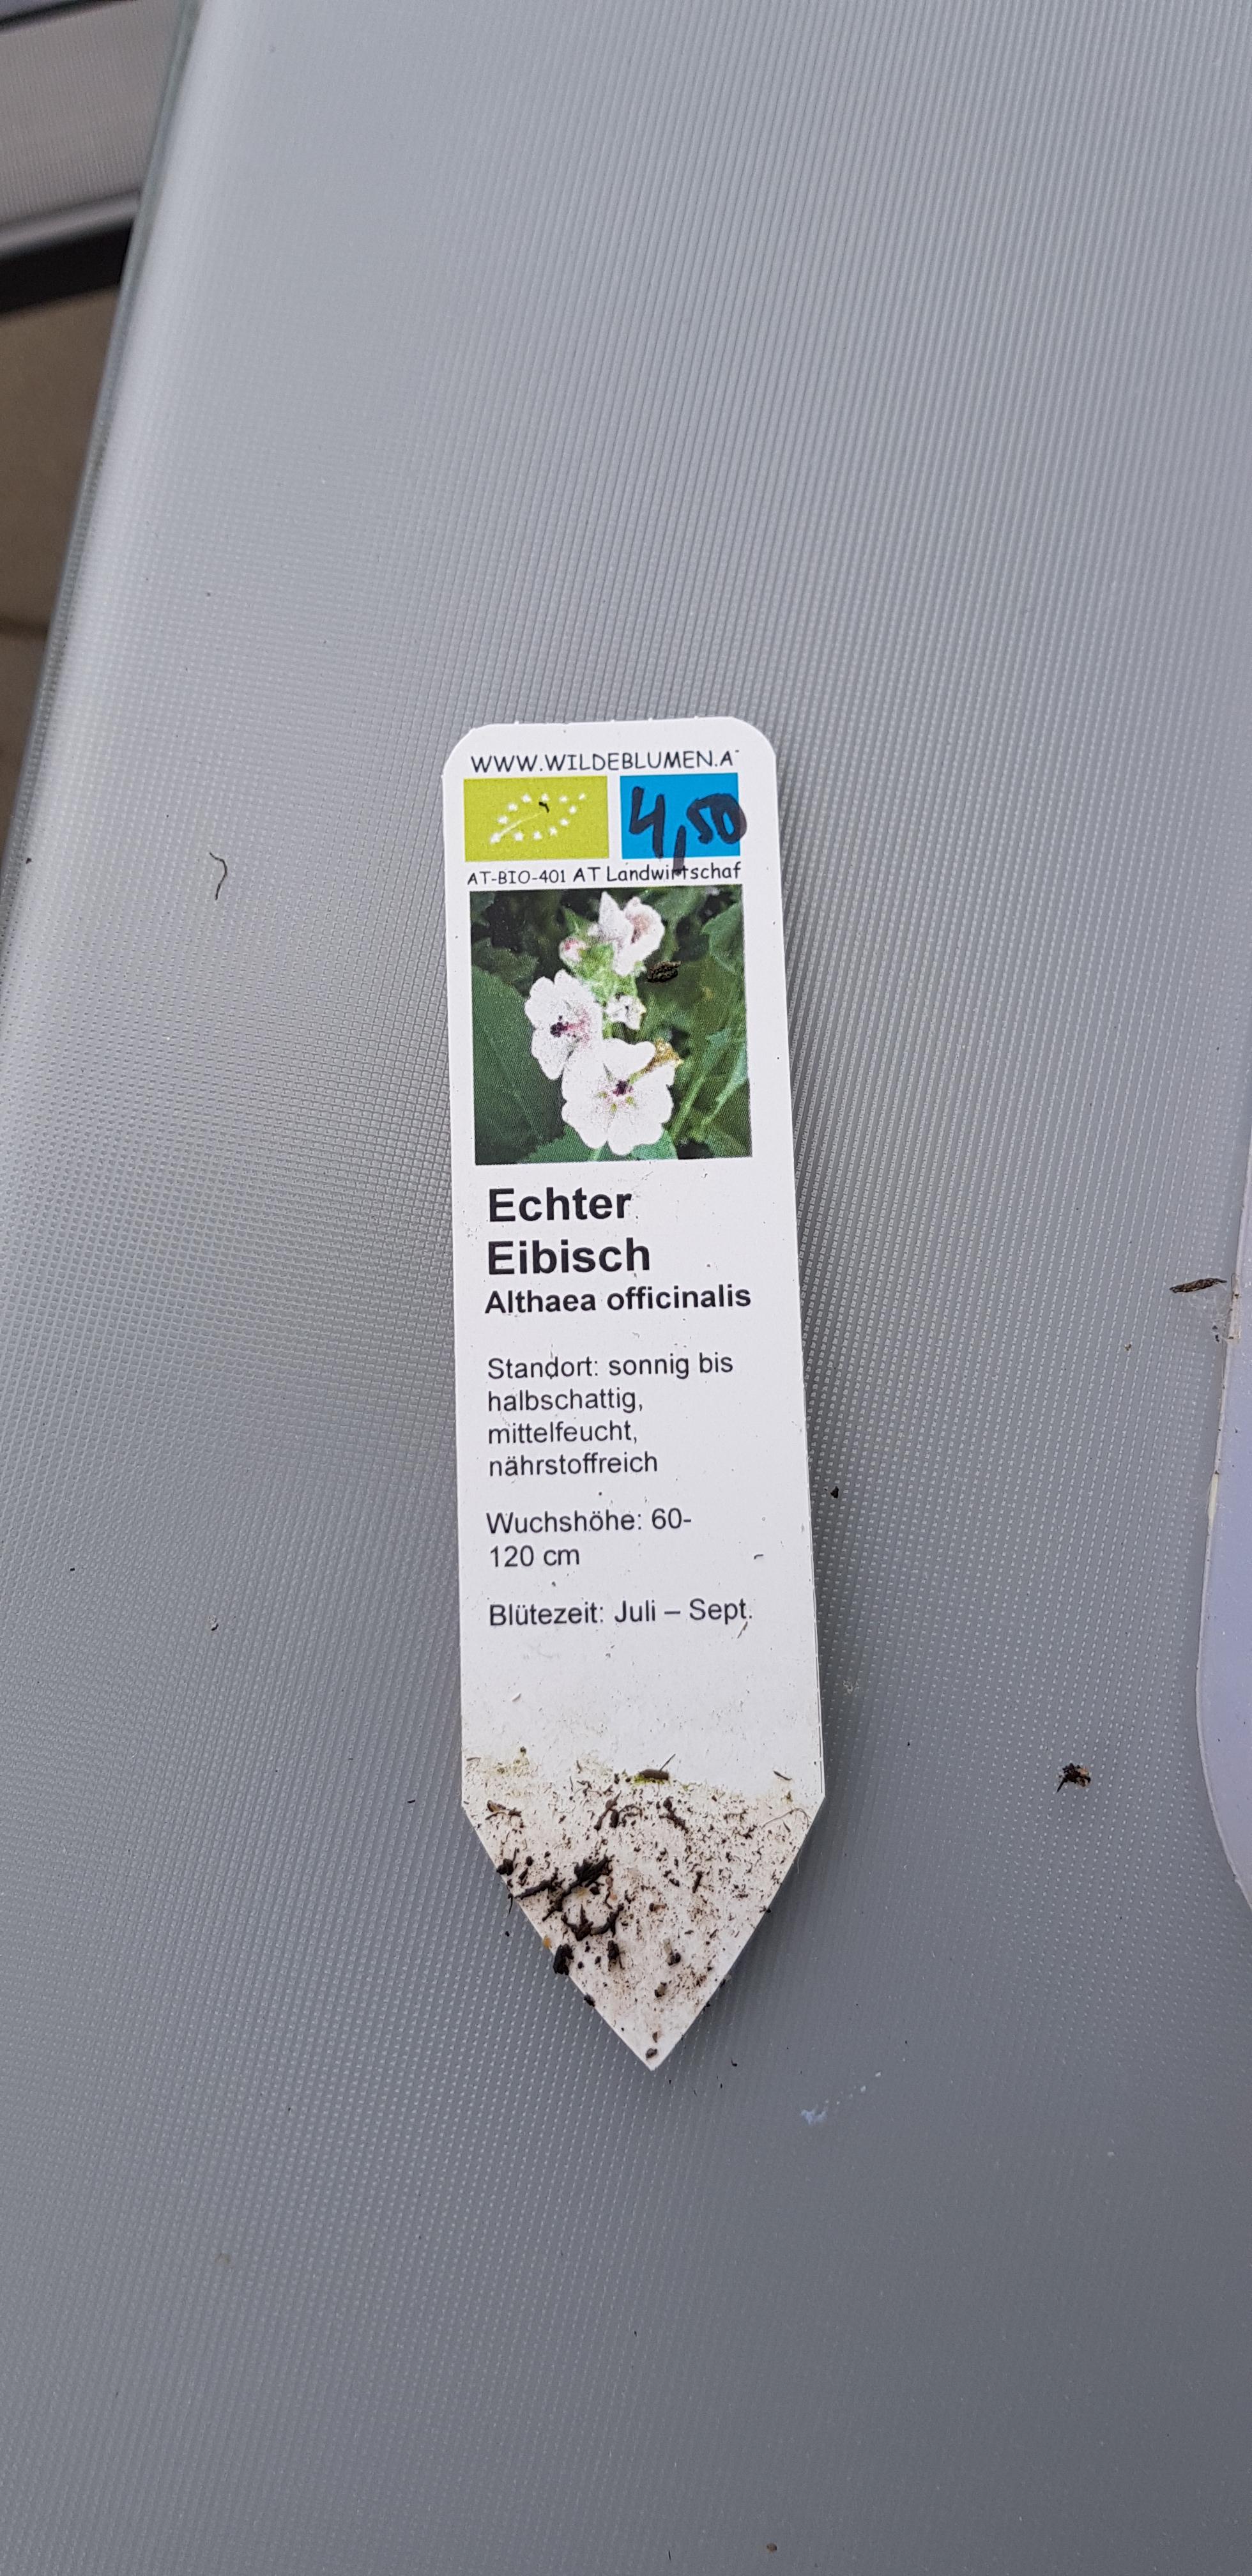 WWW.WILDEBLUMEN.A
4,50
AT-BIO-401 AT Landwirtschaf
Echter
Eibisch
Althaea officinalis
Standort: sonnig bis
halbschattig,
mittelfeucht,
nährstoffreich
Wuchshöhe: 60-
120 cm
Blütezeit: Juli – Sept.